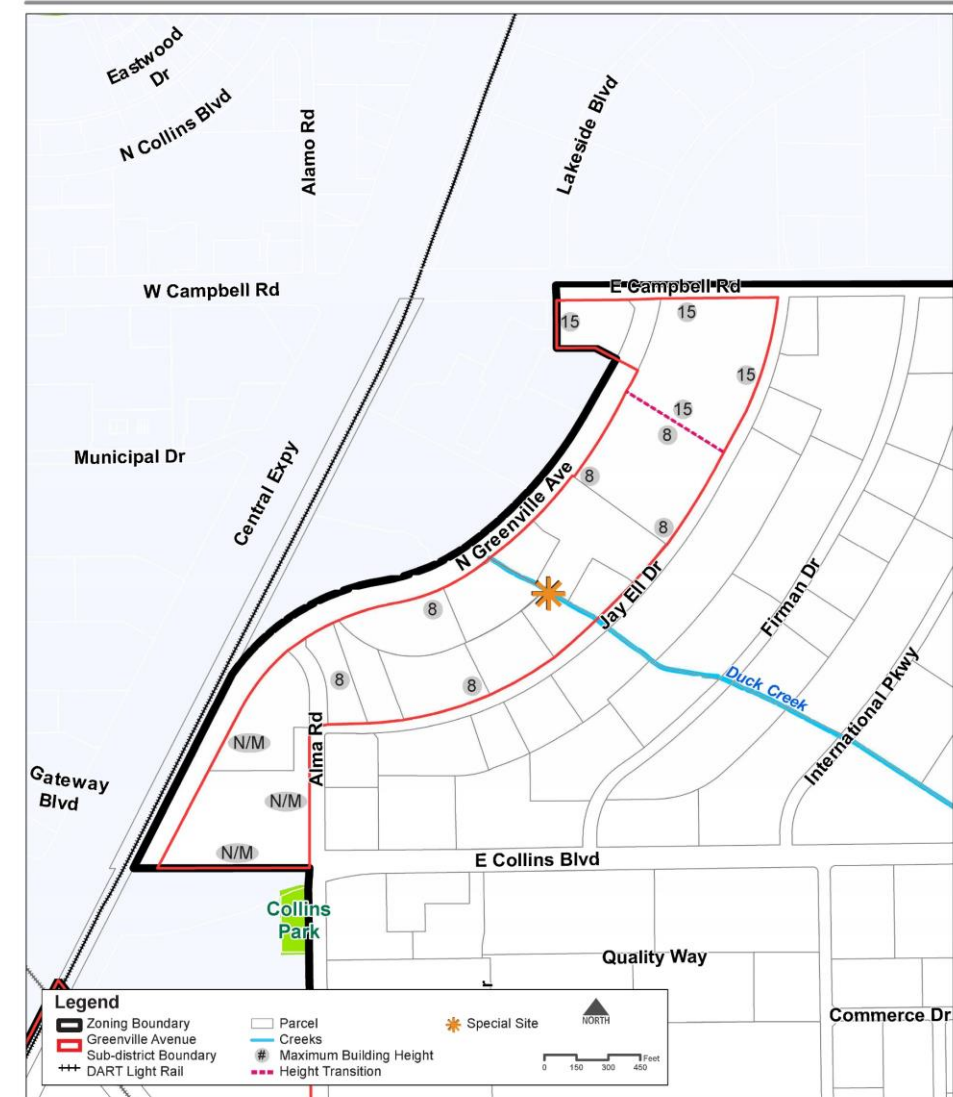 Eastwood
Dr
N Collins Blvd
Alamo Rd
Lakeside Blvd
W Campbell Rd
E Campbell Rd
15
15
15
15
8
Municipal Dr
Central Expy
N Greenville Ave
8
8
Jay Ell Dr
Firman Dr
8
8
8
Duck Creek
International Pkwy
Alma Rd
N/M
Gateway
Blvd
N/M
N/M
E Collins Blvd
Collins
Park
Quality Way
r
Commerce Dr
Legend
Zoning Boundary
Greenville Avenue
Sub-district Boundary
DART Light Rail
Parcel
Creeks
# Maximum Building Height
Height Transition
Special Site
NORTH
Feet
0 150 300 450